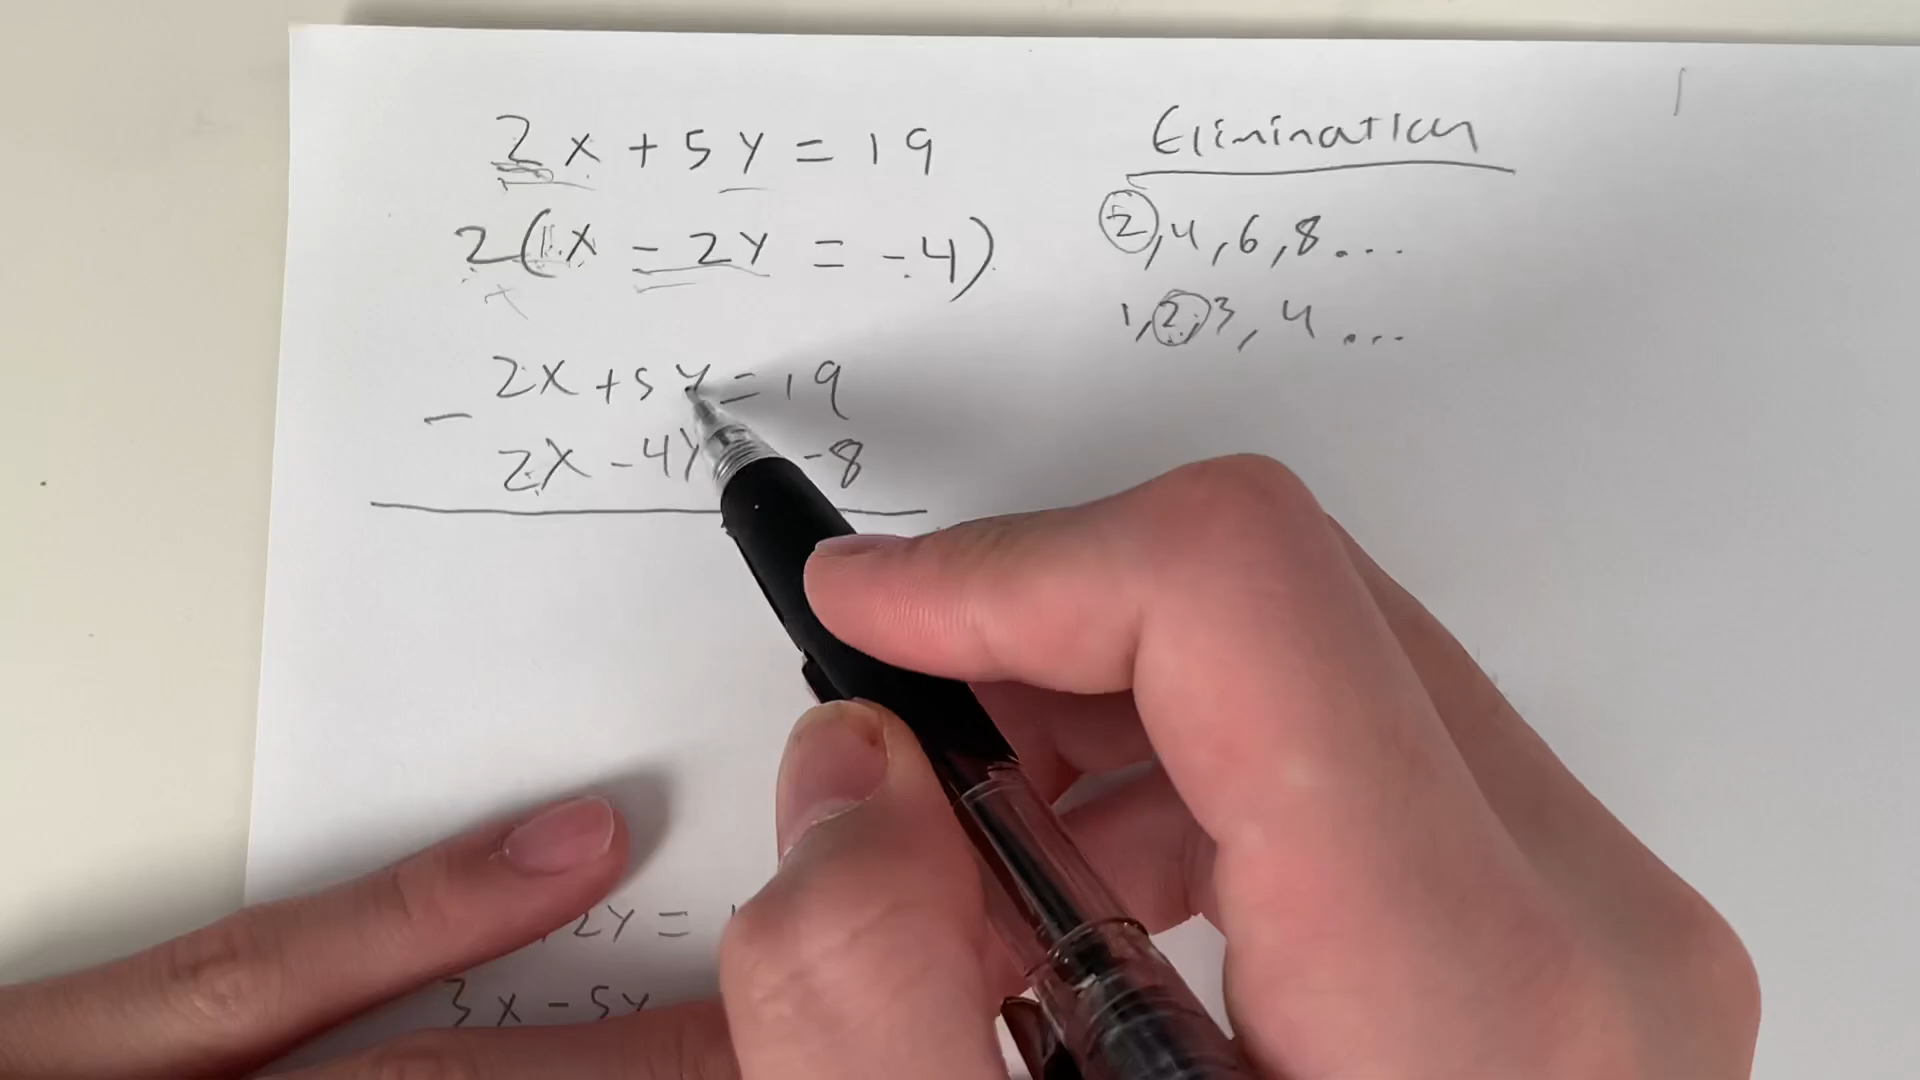 2x + 5y = 19
2(1x - 2y = -4)
2x + 5y = 19
-
2x - 4y -8
Elimination
2, 4, 6, 8...
1, 2, 3, 4...
2y =
3x - 5y